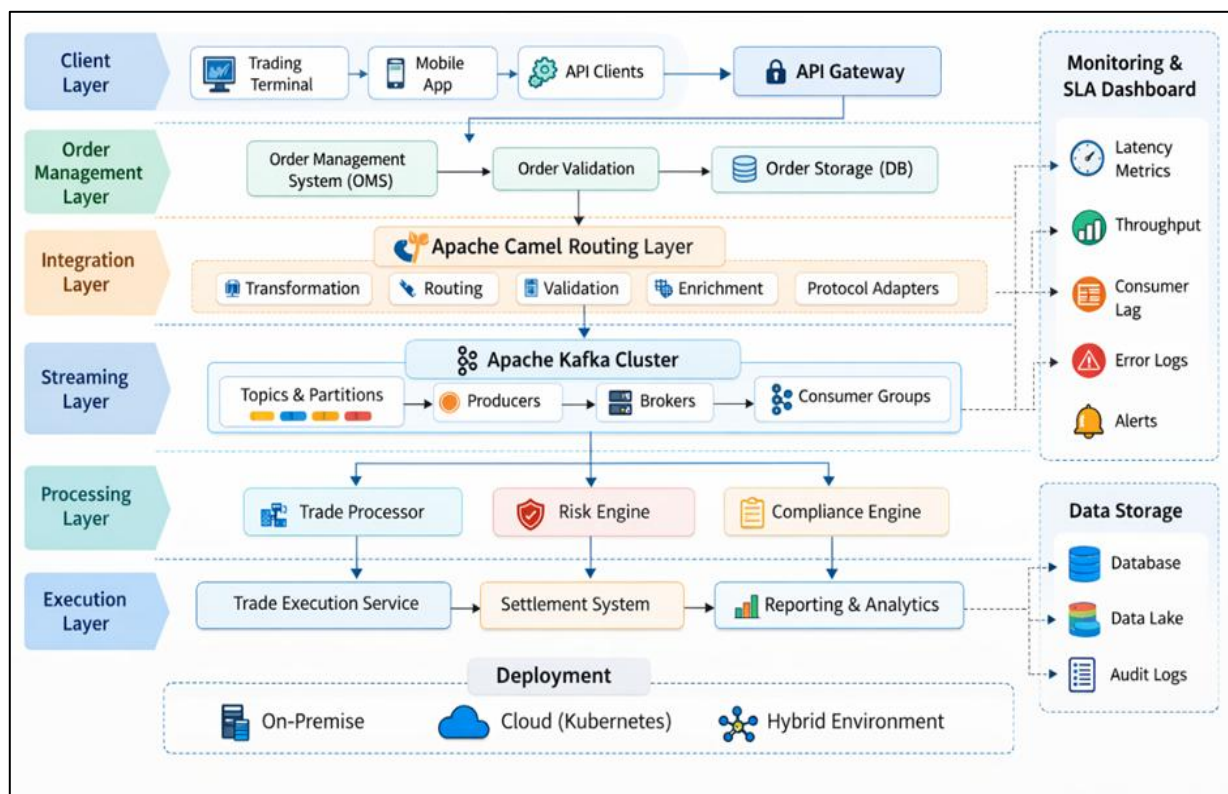 Client
Layer
Trading
Terminal
Mobile
App
API Clients
API Gateway
Monitoring &
SLA Dashboard
Latency
Metrics
Throughput
Consumer
Lag
Error Logs
Alerts
Order
Management
Layer
Order Management
System (OMS)
Order Validation
Order Storage (DB)
Integration
Layer
Apache Camel Routing Layer
Transformation
Routing
Validation
Enrichment
Protocol Adapters
Streaming
Layer
Apache Kafka Cluster
Topics & Partitions
Producers
Brokers
Consumer Groups
Processing
Layer
Trade Processor
Risk Engine
Compliance Engine
Data Storage
Database
Data Lake
Audit Logs
Execution
Layer
Trade Execution Service
Settlement System
Reporting & Analytics
Deployment
On-Premise
Cloud (Kubernetes)
Hybrid Environment